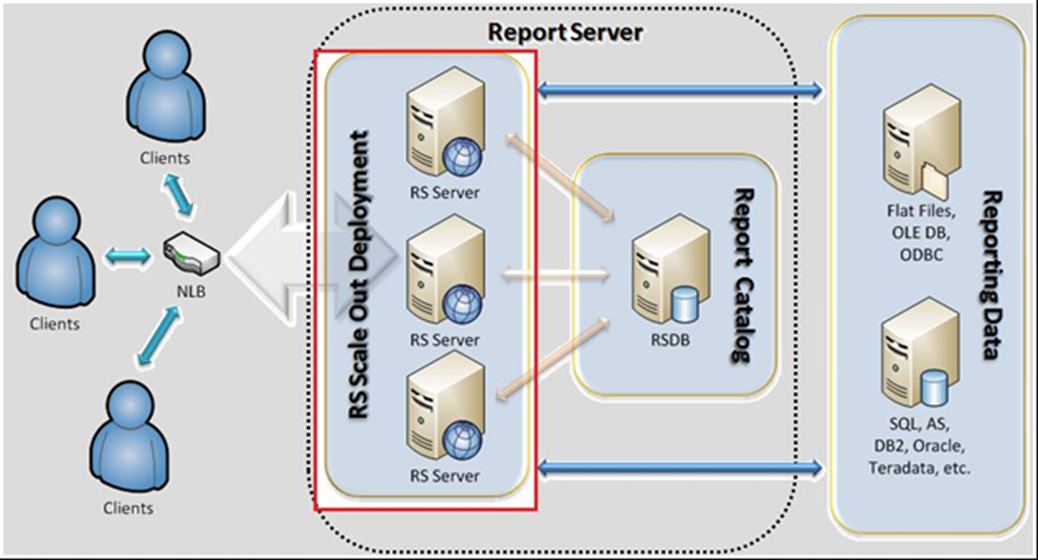 Report Server
Clients
Clients
Clients
NLB
RS Scale Out Deployment
RS Server
RS Server
RS Server
Report Catalog
RSDB
Flat Files,
OLE DB,
ODBC
Reporting Data
SQL, AS,
DB2, Oracle,
Teradata, etc.